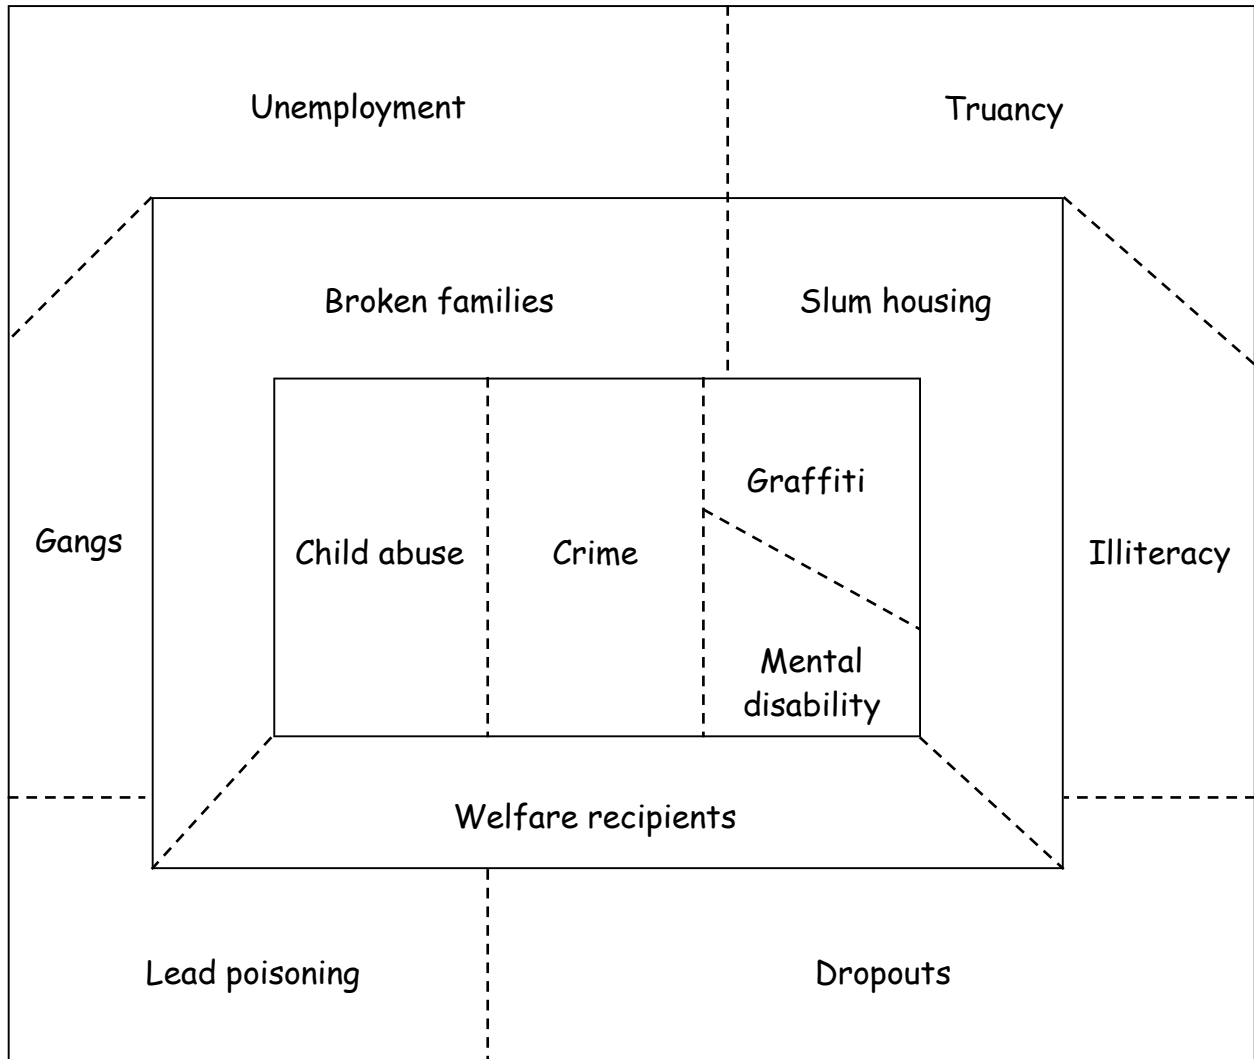 Unemployment
Truancy
Broken families
Slum housing
Graffiti
Gangs
Child abuse
Crime
Illiteracy
Mental
disability
Welfare recipients
Lead poisoning
Dropouts